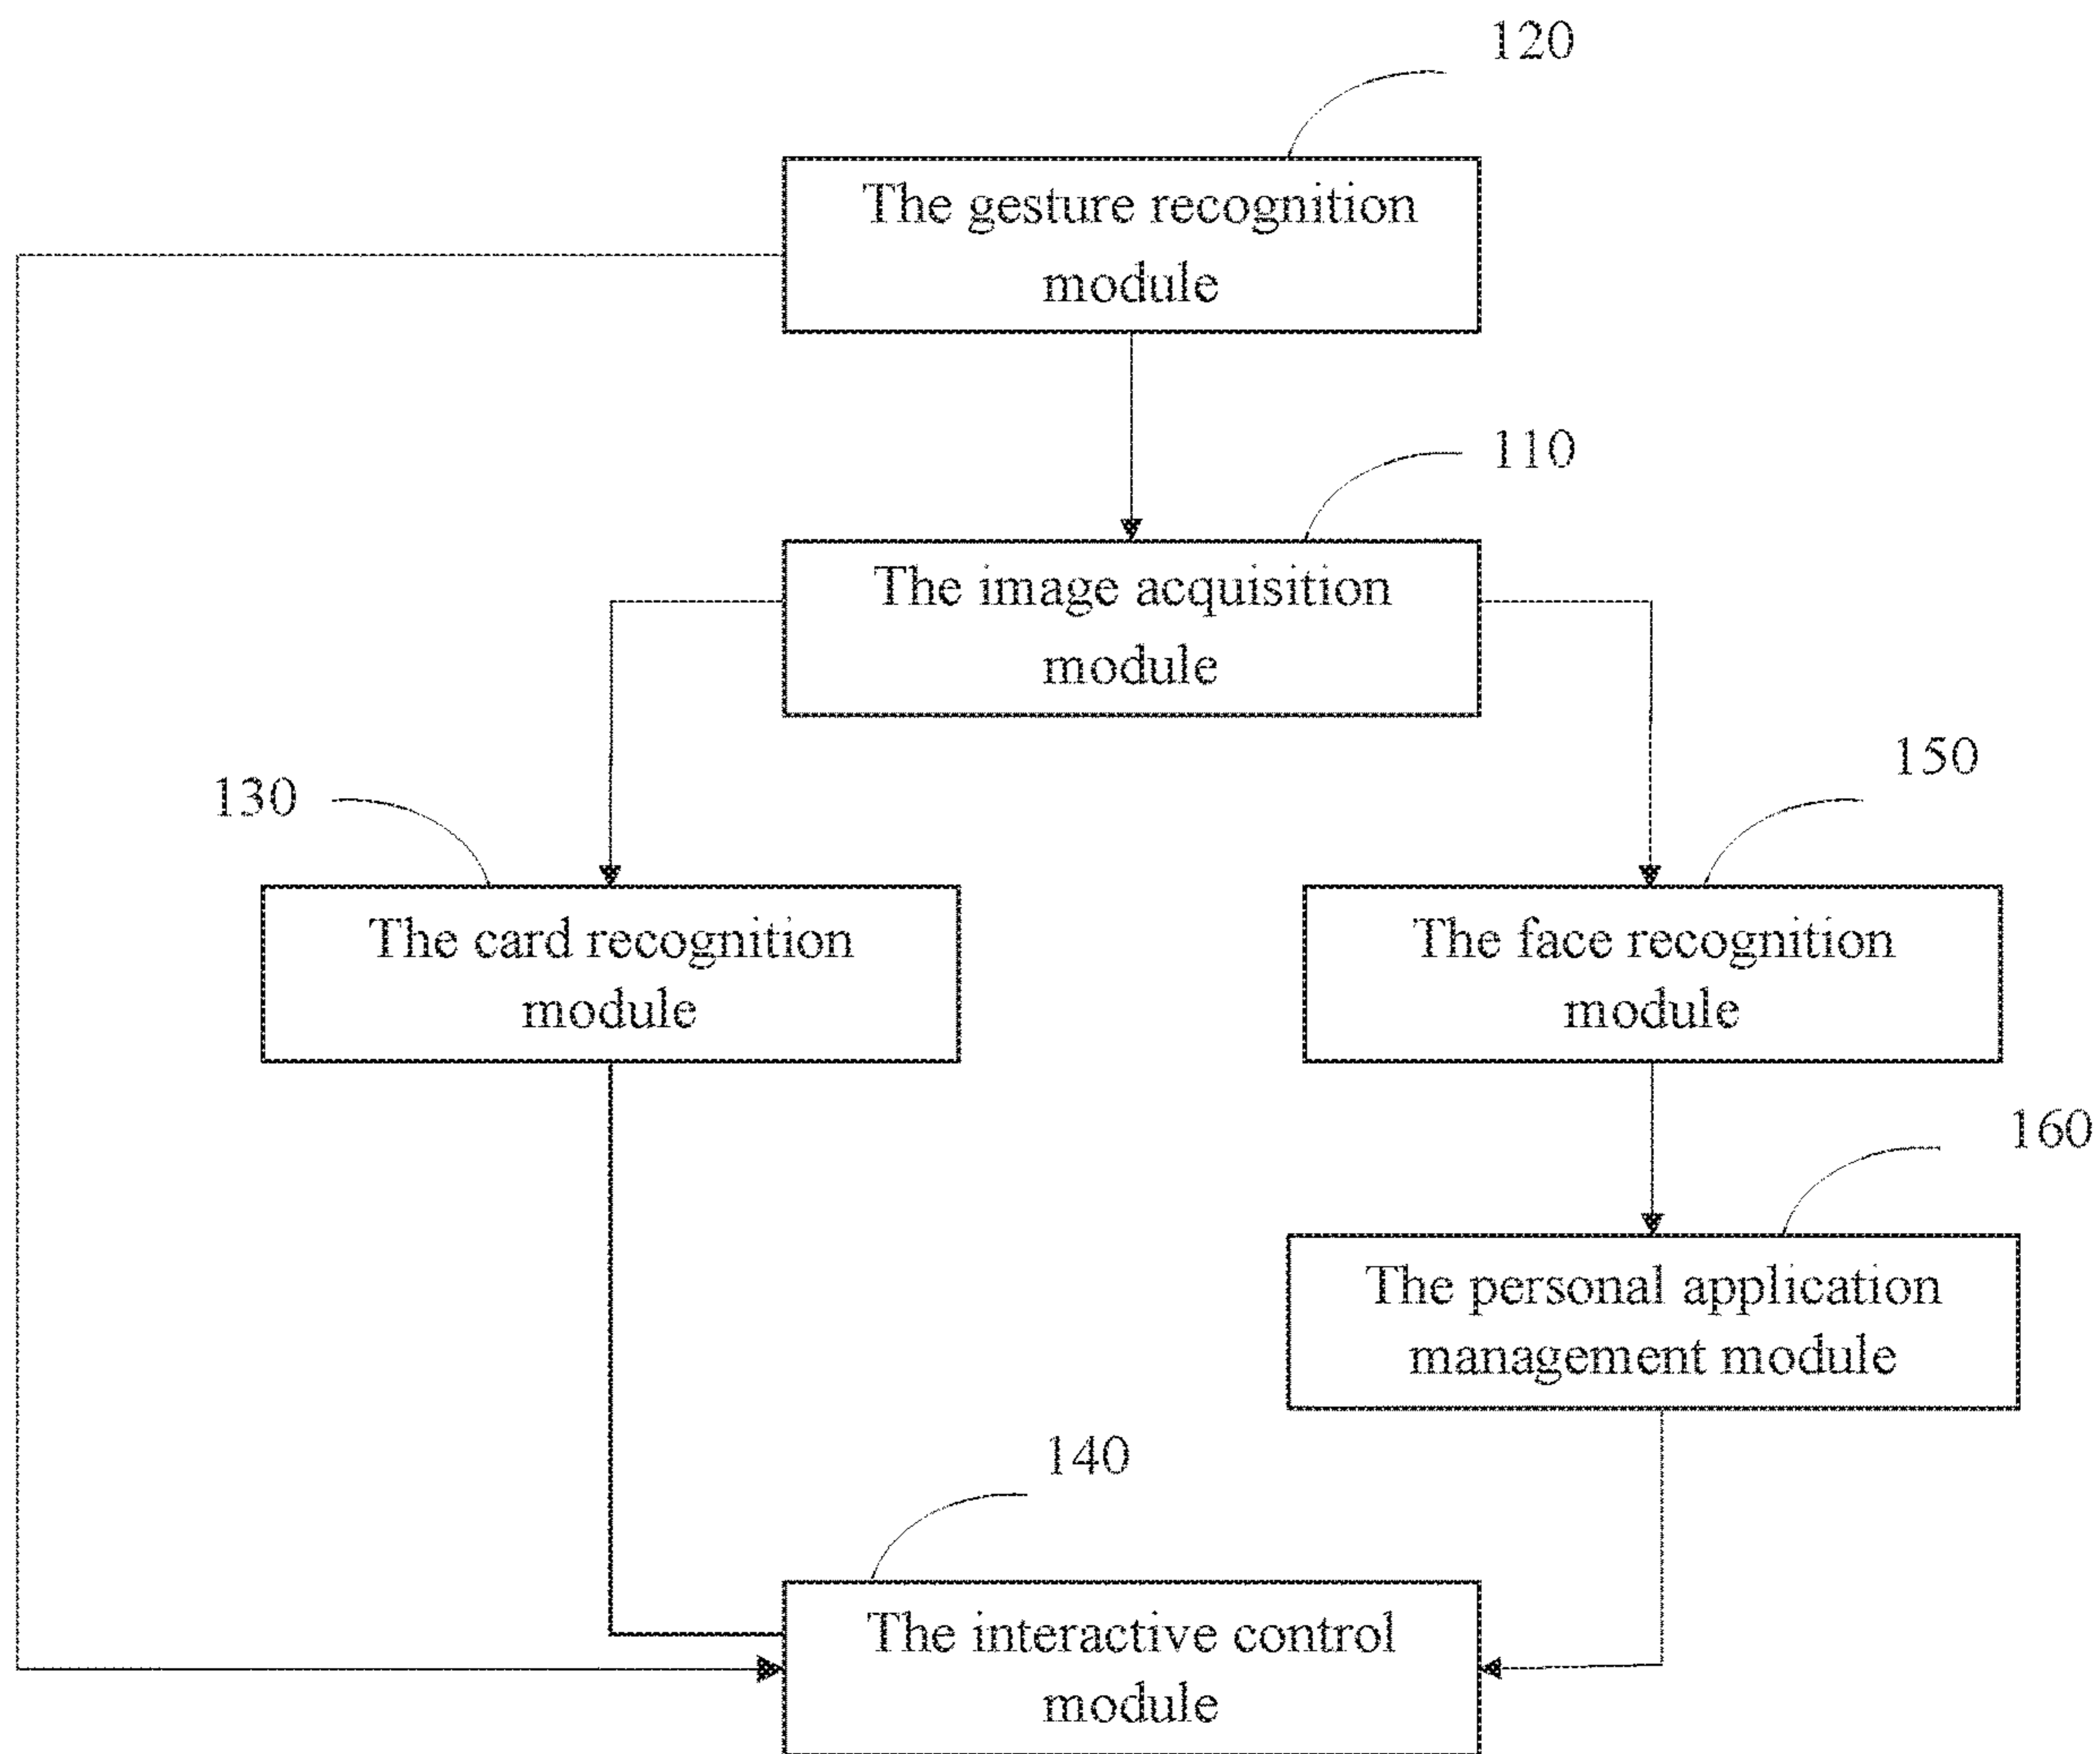 120
The gesture recognition
module
110
The image acquisition
module
150
130
The card recognition
module
The face recognition
module
160
The personal application
management module
140
The interactive control
module